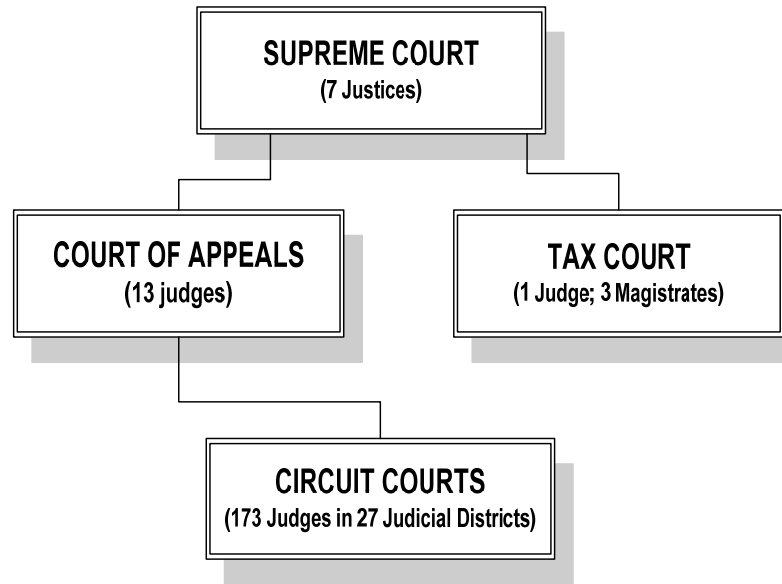 SUPREME COURT
(7 Justices)
COURT OF APPEALS
(13 judges)
TAX COURT
(1 Judge; 3 Magistrates)
CIRCUIT COURTS
(173 Judges in 27 Judicial Districts)